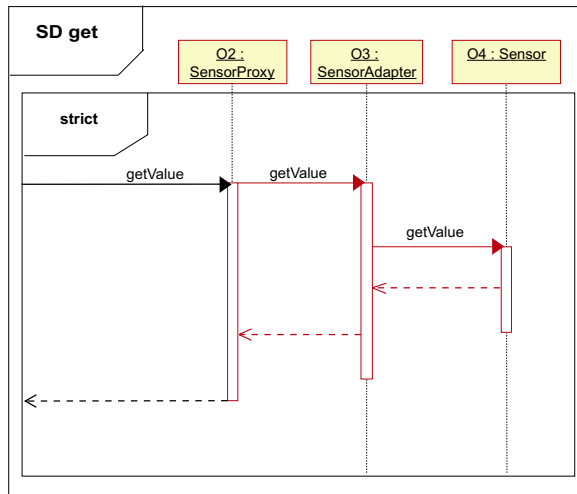 SD get
O2 :
SensorProxy
O3 :
SensorAdapter
O4 : Sensor
strict
getValue
getValue
getValue